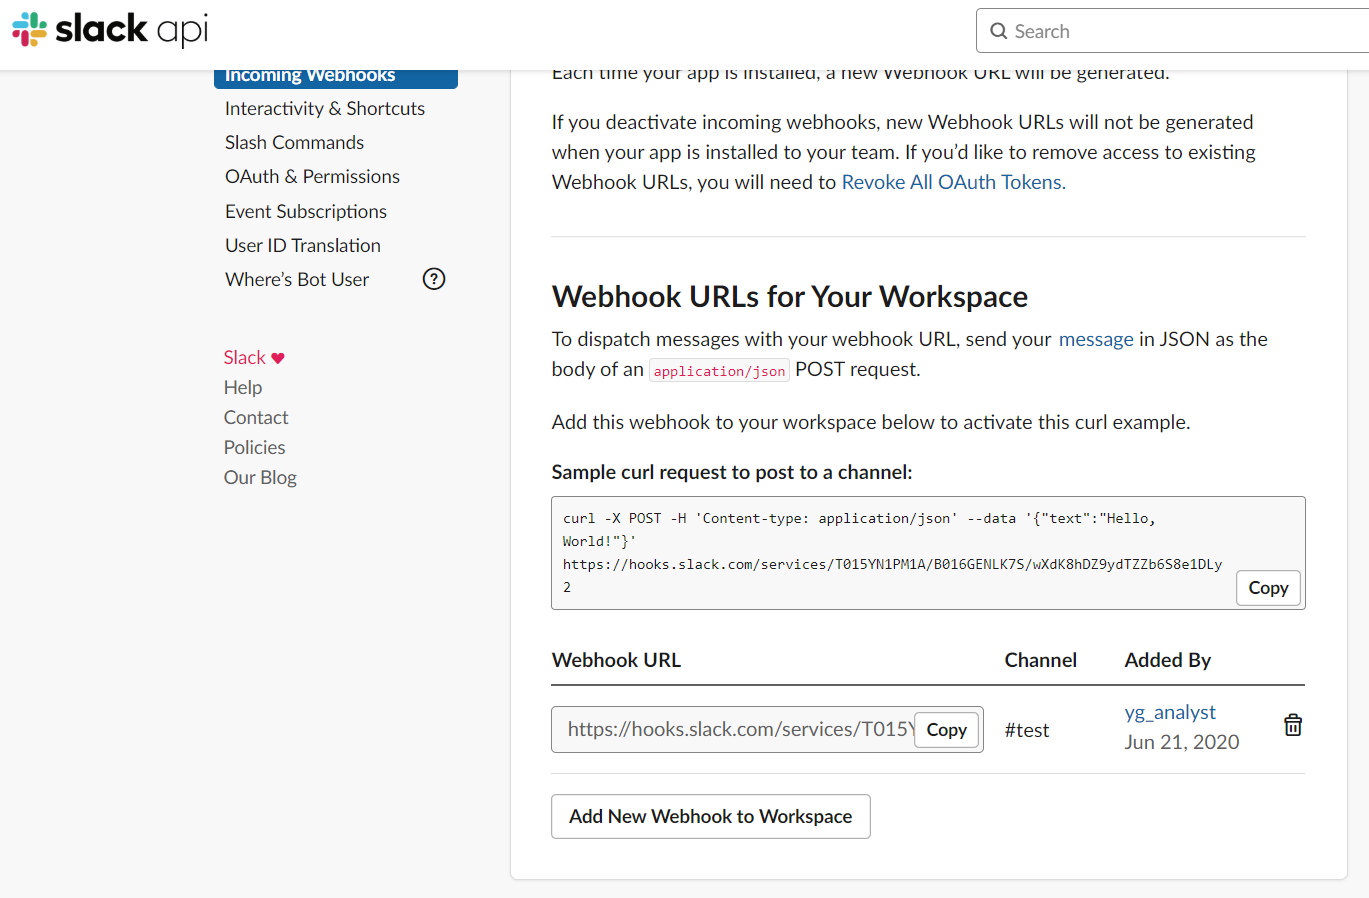 slack api
Search
Incoming Webhooks
Interactivity & Shortcuts
Slash Commands
OAuth & Permissions
Event Subscriptions
User ID Translation
Where’s Bot User
?
Slack ♥
Help
Contact
Policies
Our Blog
Each time your app is installed, a new Webhook URL will be generated.
If you deactivate incoming webhooks, new Webhook URLs will not be generated
when your app is installed to your team. If you’d like to remove access to existing
Webhook URLs, you will need to Revoke All OAuth Tokens.
Webhook URLs for Your Workspace
To dispatch messages with your webhook URL, send your message in JSON as the
body of an application/json POST request.
Add this webhook to your workspace below to activate this curl example.
Sample curl request to post to a channel:
curl -X POST -H 'Content-type: application/json' --data '{"text":"Hello,
World!"}'
https://hooks.slack.com/services/T015YN1PM1A/B016GENLK7S/wXdK8hDZ9ydTZZb6S8e1DLy
2
Copy
Webhook URL Channel Added By
https://hooks.slack.com/services/T015Y Copy #test yg_analyst
Jun 21, 2020
Add New Webhook to Workspace